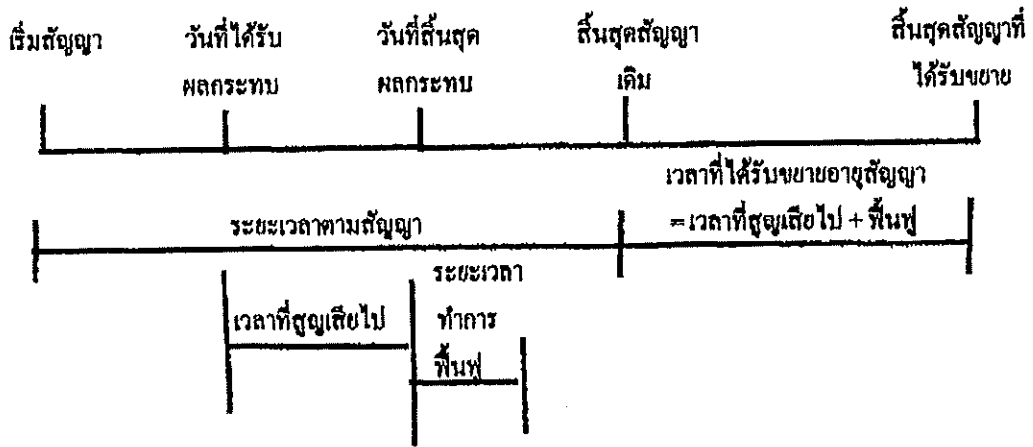 เริ่มสัญญา
วันที่ได้รับ
ผลกระทบ
วันที่สิ้นสุด
ผลกระทบ
สิ้นสุดสัญญา
เดิม
สิ้นสุดสัญญาที่
ได้รับขยาย
เวลาที่ได้รับขยายอายุสัญญา
=เวลาที่สูญเสียไป + ฟื้นฟู
ระยะเวลาตามสัญญา
เวลาที่สูญเสียไป
ระยะเวลา
ทำการ
ฟื้นฟู